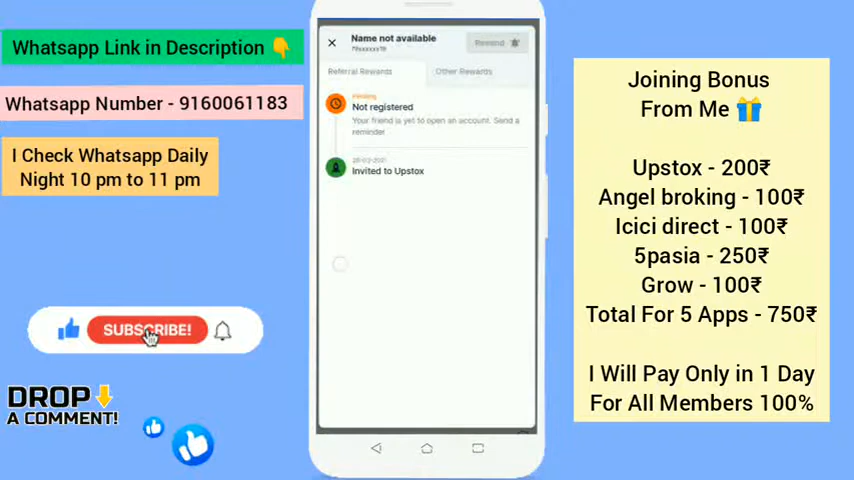 Whatsapp Link in Description 👇
Whatsapp Number - 9160061183
I Check Whatsapp Daily
Night 10 pm to 11 pm
SUBSCRIBE!
DROP
A COMMENT!
Name not available
Remind
Referral Rewards
Other Rewards
Pending
Not registered
Your friend is yet to open an account. Send a
reminder
Invited to Upstox
Joining Bonus
From Me 🎁
Upstox - 200₹
Angel broking - 100₹
Icici direct - 100₹
5pasia - 250₹
Grow - 100₹
Total For 5 Apps - 750₹
I Will Pay Only in 1 Day
For All Members 100%